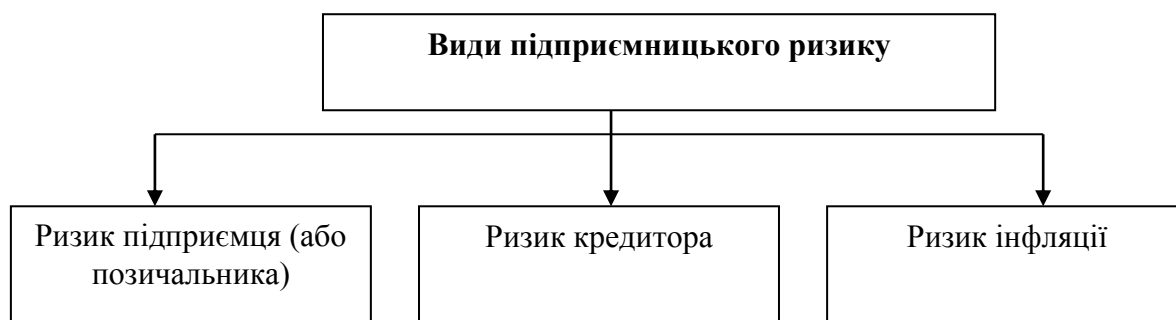 Види підприємницького ризику
Ризик підприємця (або
позичальника)
Ризик кредитора
Ризик інфляції